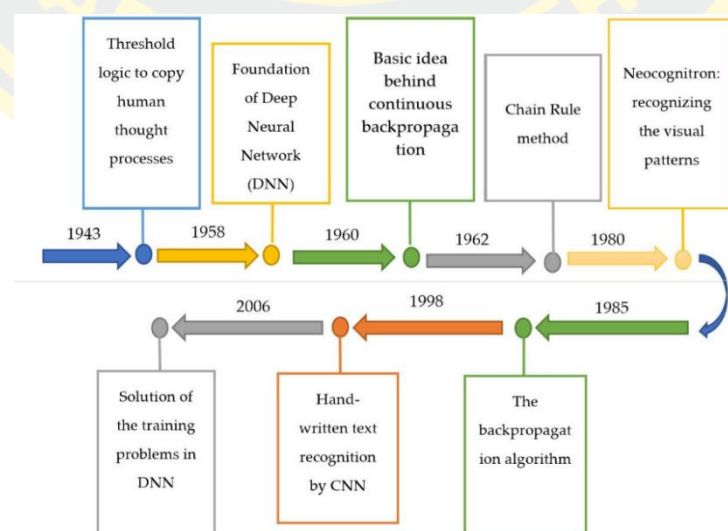 Threshold
logic to copy
human
thought
processes
Foundation
of Deep
Neural
Network
(DNN)
Basic idea
behind
continuous
backpropaga
tion
Chain Rule
method
Neocognitron:
recognizing
the visual
patterns
1943
1958
1960
1962
1980
2006
1998
1985
Solution of
the training
problems in
DNN
Hand-
written text
recognition
by CNN
The
backpropagat
ion algorithm